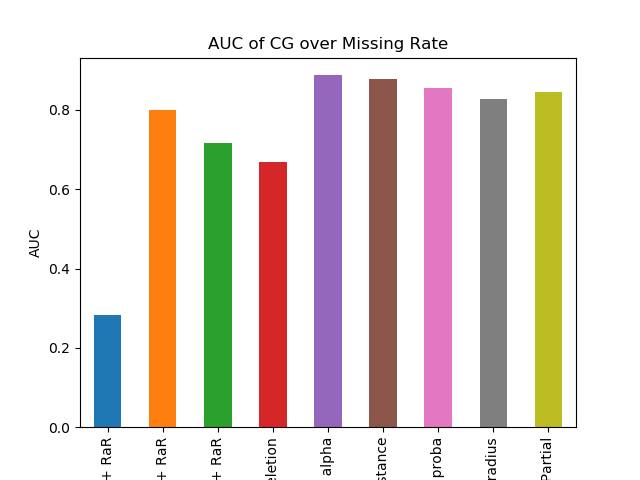 AUC of CG over Missing Rate
AUC
0.8
0.6
0.4
0.2
0.0
+ RaR
+ RaR
+ RaR
eletion
alpha
stance
proba
radius
Partial